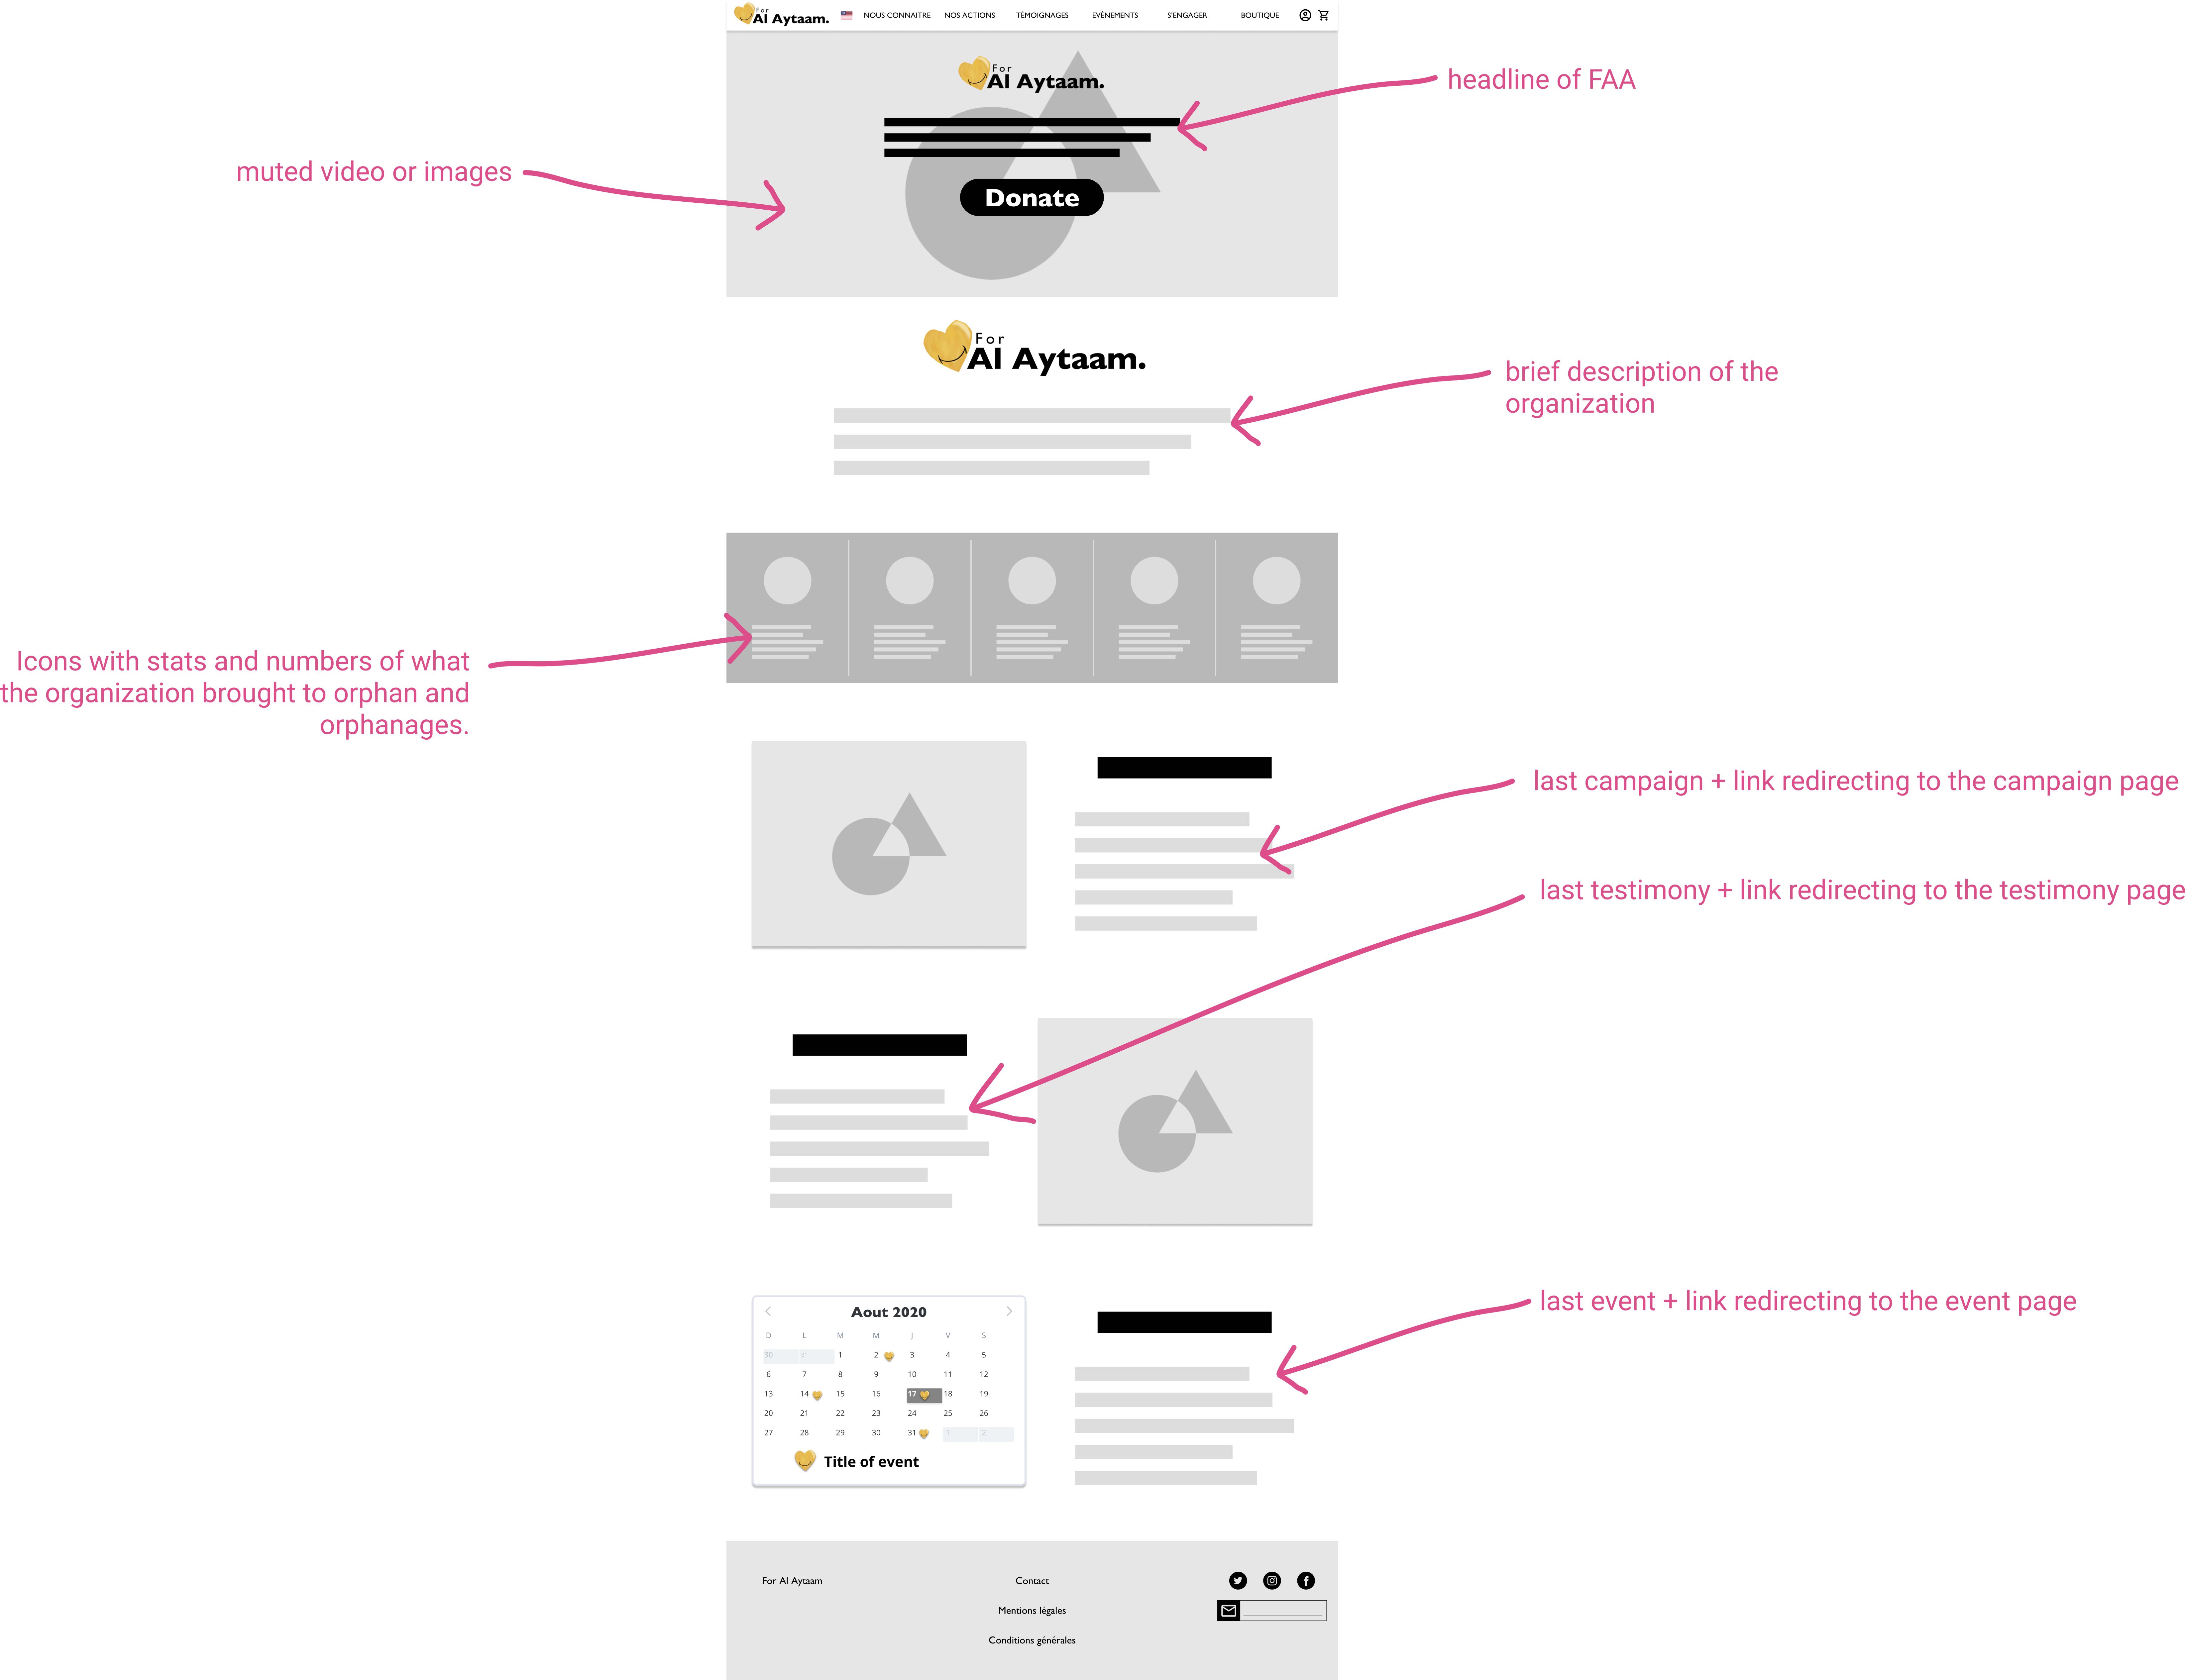 For
Al Aytaam.
NOUS CONNAITRE NOS ACTIONS TÉMOIGNAGES EVÉNEMENTS S'ENGAGER BOUTIQUE
For
Al Aytaam.
headline of FAA
muted video or images
Donate
For
Al Aytaam.
brief description of the
organization
Icons with stats and numbers of what
the organization brought to orphan and
orphanages.
last campaign + link redirecting to the campaign page
last testimony + link redirecting to the testimony page
last event + link redirecting to the event page
Aout 2020
D L M M J V S
30 31 1 2 3 4 5
6 7 8 9 10 11 12
13 14 15 16 17 18 19
20 21 22 23 24 25 26
27 28 29 30 31 1 2
Title of event
For Al Aytaam
Contact
Mentions légales
Conditions générales